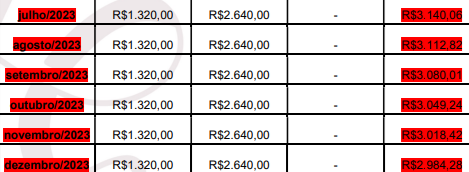 julho/2023 R$1.320,00 R$2.640,00 - R$3.140,06
agosto/2023 R$1.320,00 R$2.640,00 - R$3.112,82
setembro/2023 R$1.320,00 R$2.640,00 - R$3.080,01
outubro/2023 R$1.320,00 R$2.640,00 - R$3.049,24
novembro/2023 R$1.320,00 R$2.640,00 - R$3.018,42
dezembro/2023 R$1.320,00 R$2.640,00 - R$2.984,28